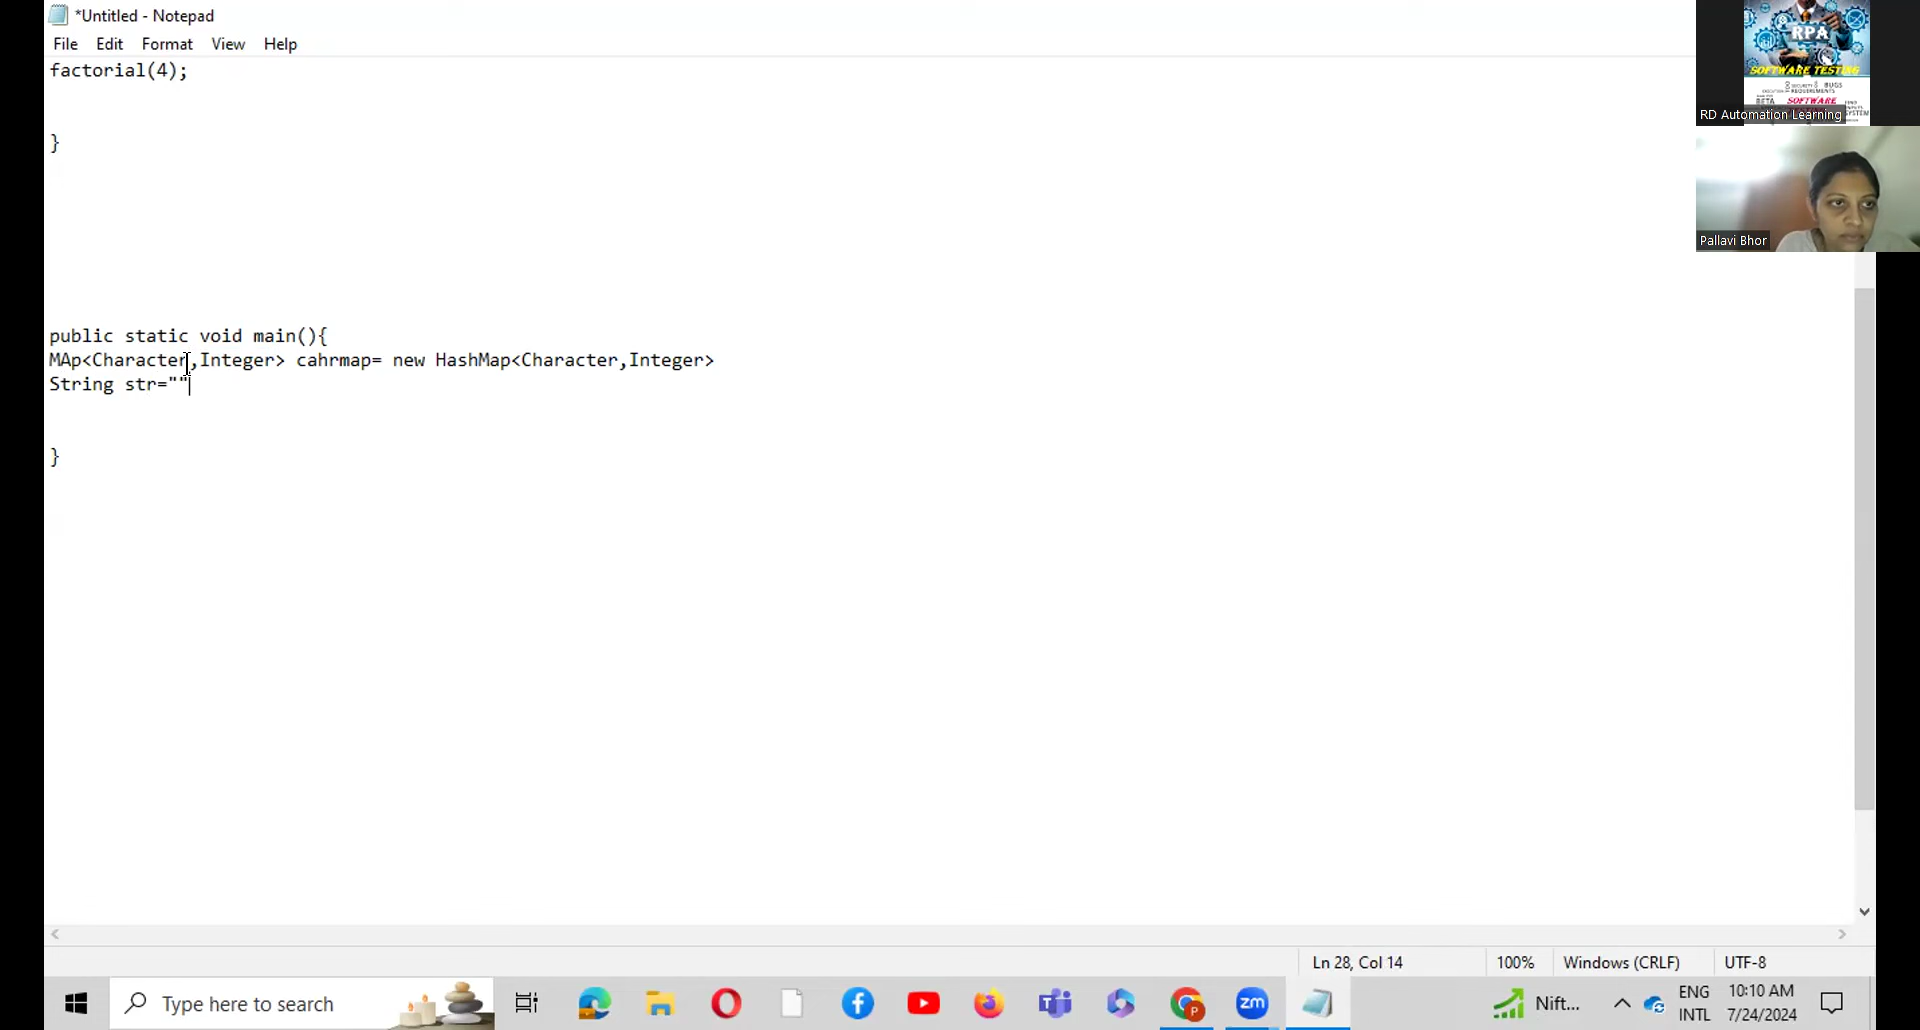 *Untitled - Notepad
File Edit Format View Help
factorial(4);
}
public static void main(){
MAp<Character,Integer> cahrmap= new HashMap<Character,Integer>
String str=""
}
RPA
SOFTWARE TESTING
SOFTWARE
RD Automation Learning
Pallavi Bhor
Ln 28, Col 14 100% Windows (CRLF) UTF-8
Type here to search
zm
Nift...
ENG
INTL
10:10 AM
7/24/2024